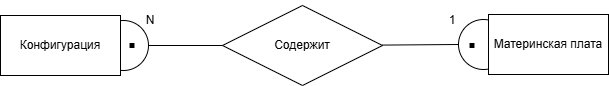 N
1
Конфигурация
Содержит
Материнская плата